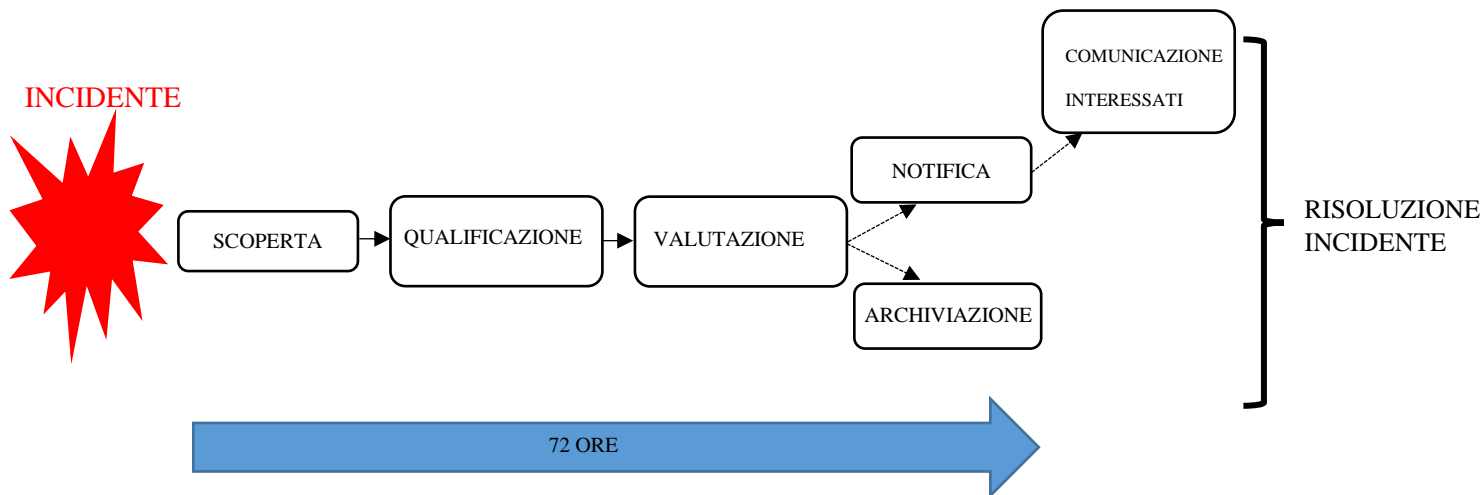 INCIDENTE
SCOPERTA
QUALIFICAZIONE
VALUTAZIONE
NOTIFICA
ARCHIVIAZIONE
COMUNICAZIONE
INTERESSATI
RISOLUZIONE
INCIDENTE
72 ORE